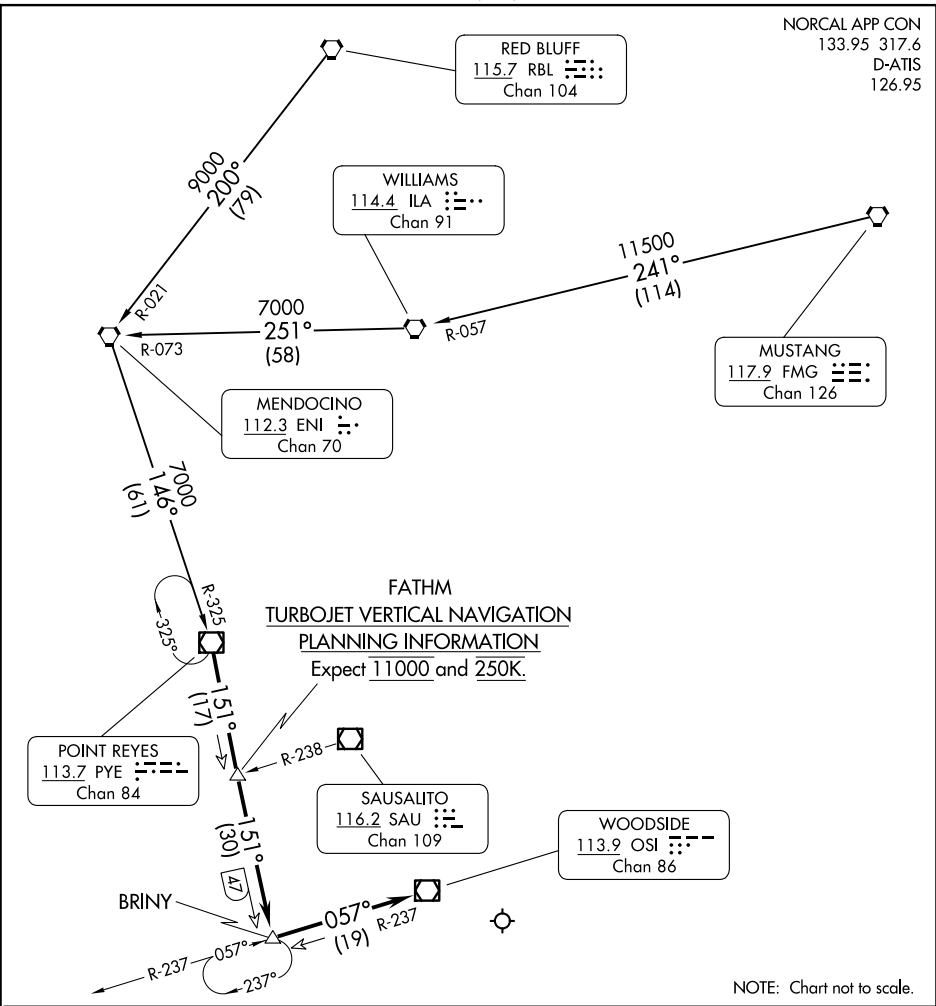 NORCAL APP CON
133.95 317.6
D-ATIS
126.95
RED BLUFF
115.7 RBL
Chan 104
9000
200°
(79)
WILLIAMS
114.4 ILA
Chan 91
11500
241°
(114)
R-021
7000
251°
(58)
R-073
R-057
MUSTANG
117.9 FMG
Chan 126
MENDOCINO
112.3 ENI
Chan 70
7000
146°
(61)
FATHM
TURBOJET VERTICAL NAVIGATION
PLANNING INFORMATION
Expect 11000 and 250K.
R-325
325°
151°
(17)
POINT REYES
113.7 PYE
Chan 84
R-238
SAUSALITO
116.2 SAU
Chan 109
WOODSIDE
113.9 OSI
Chan 86
151°
(30)
47
BRINY
057°
(19)
R-237
R-237
057°
237°
NOTE: Chart not to scale.